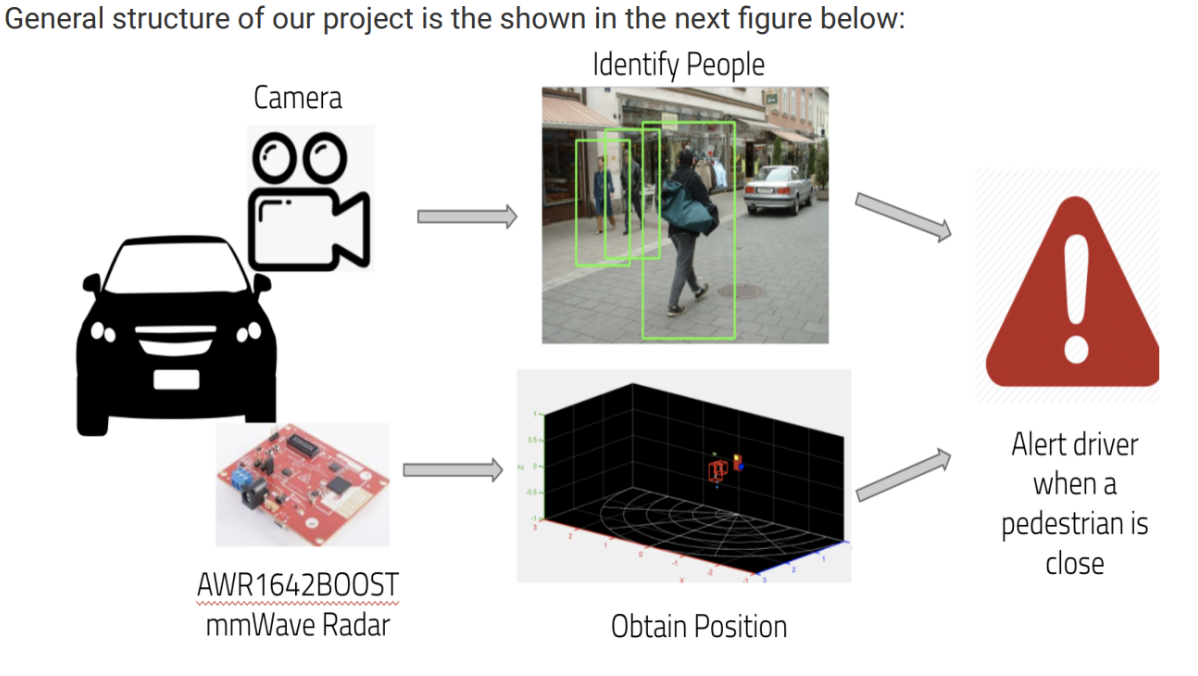 General structure of our project is the shown in the next figure below:
Identify People
Camera
Alert driver
when a
pedestrian is
close
AWR1642BOOST
mmWave Radar
Obtain Position